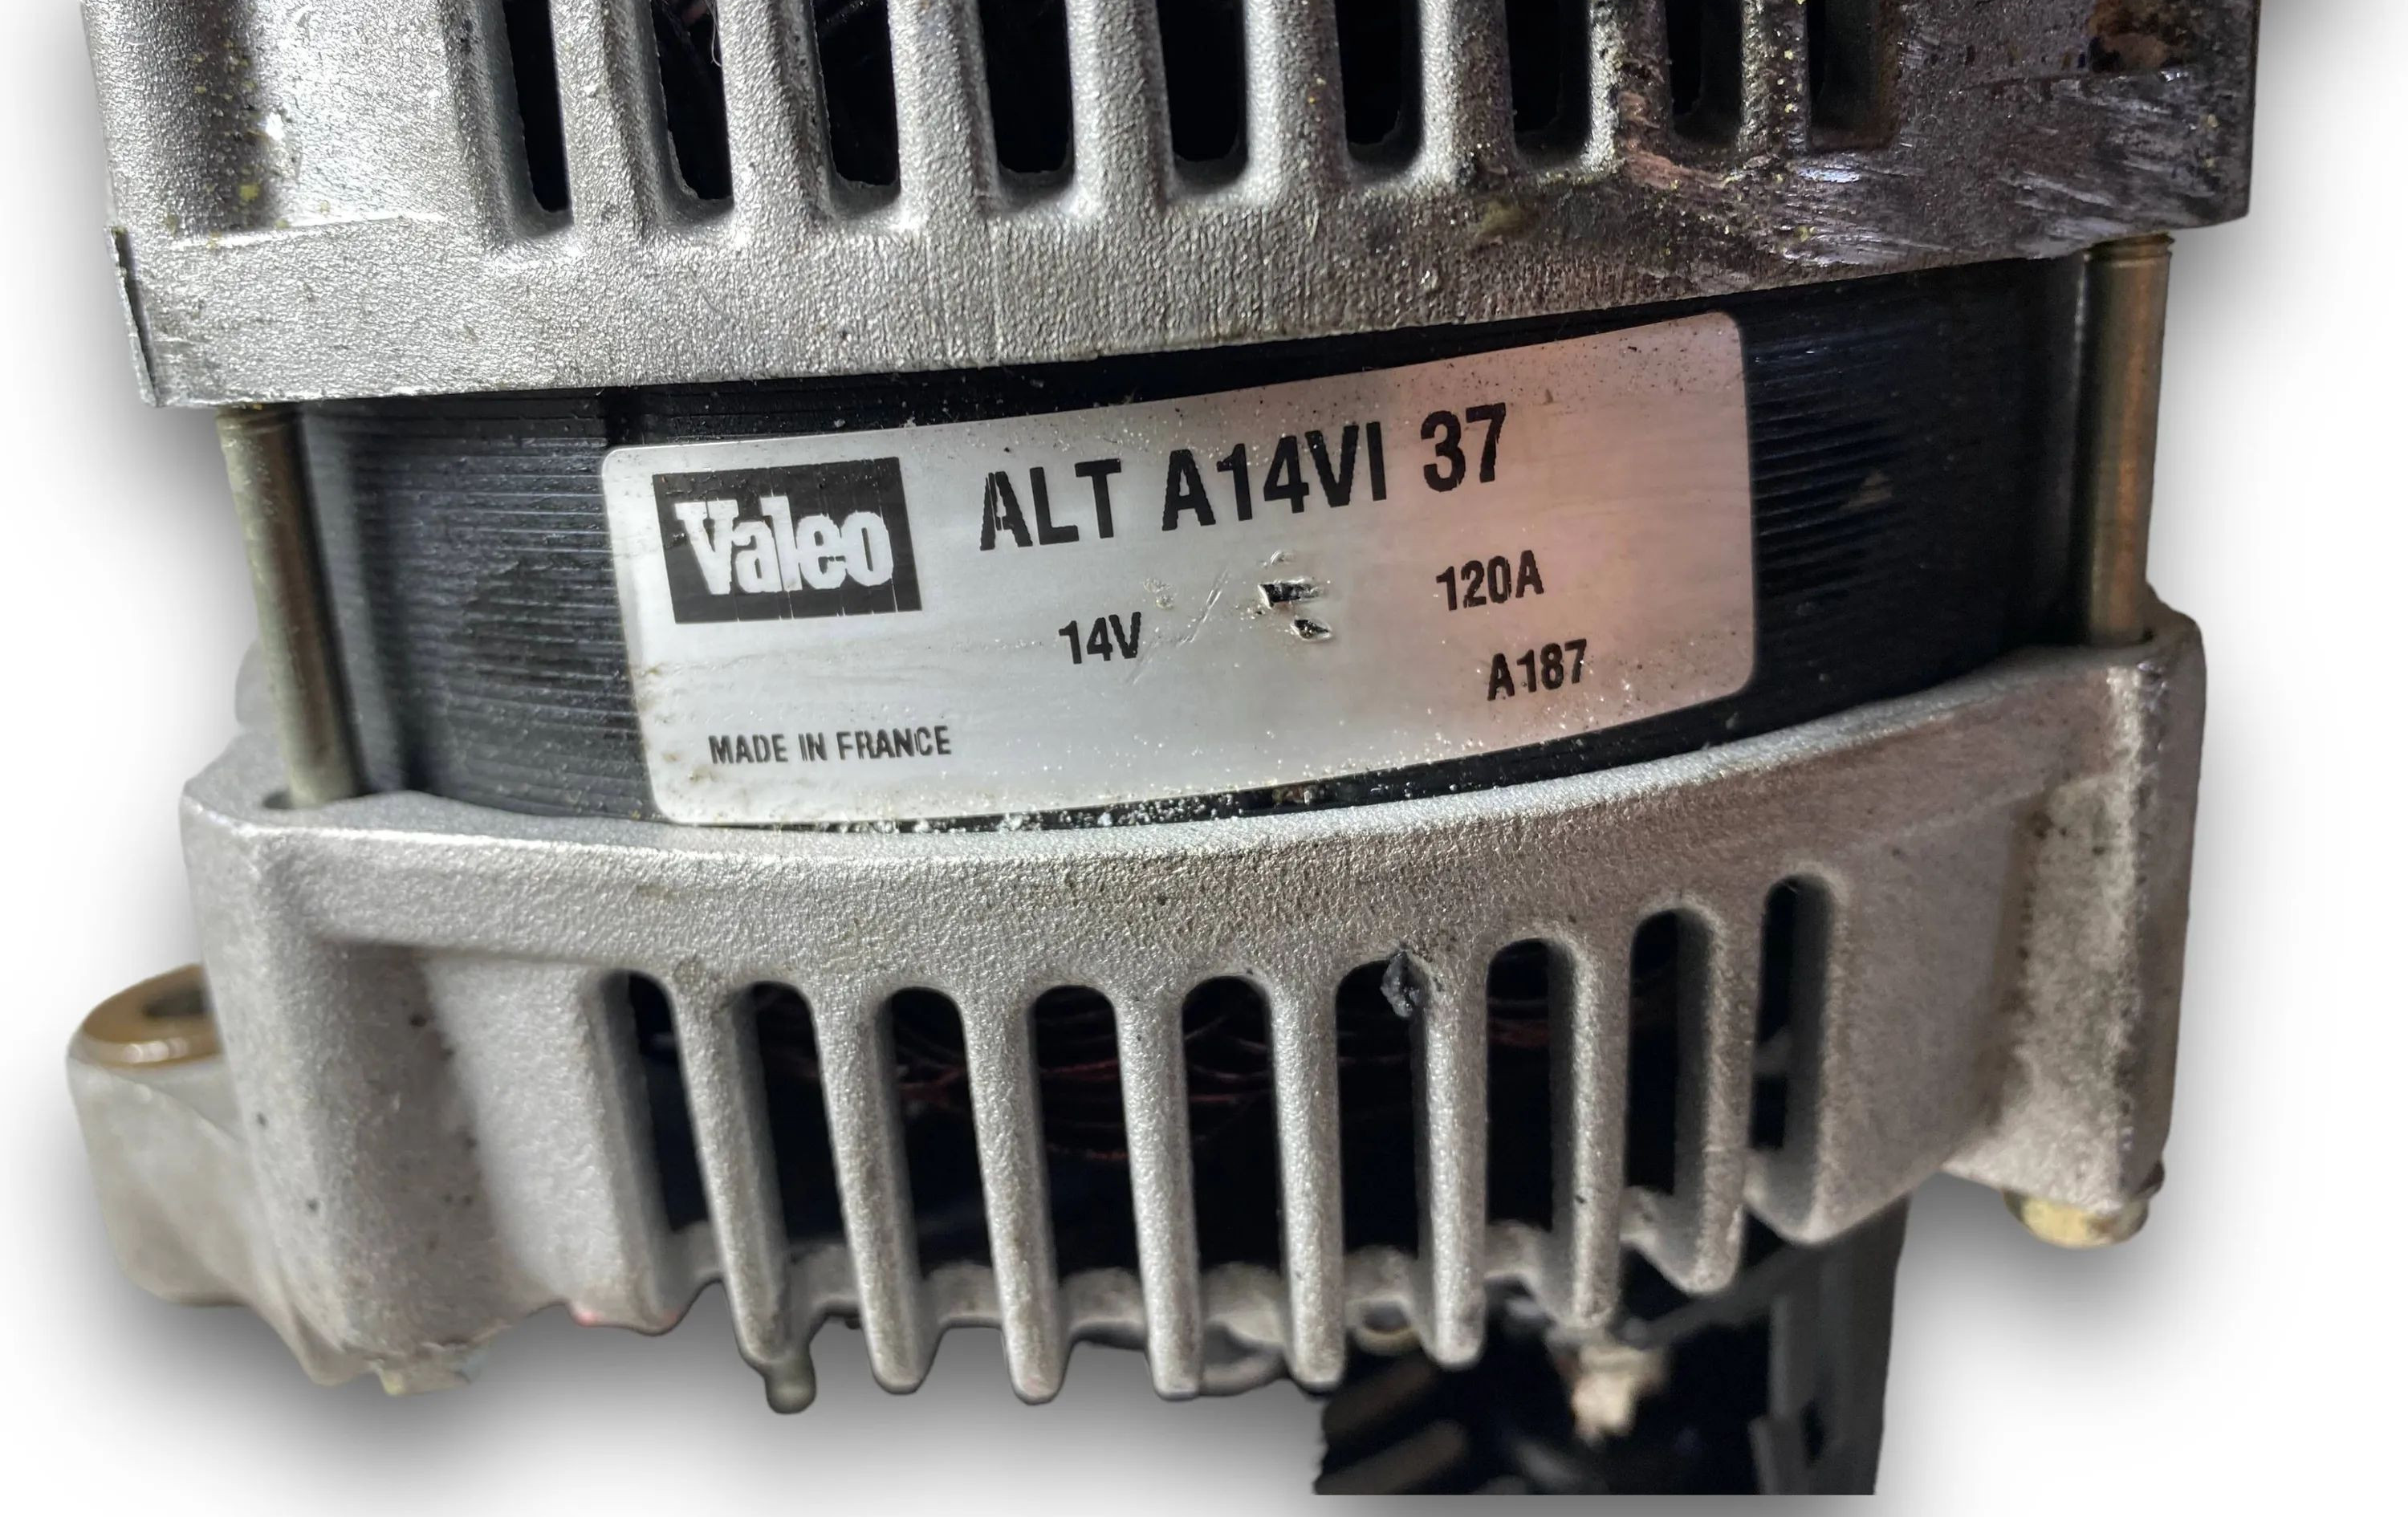 Valeo ALT A14VI 37
14V 120A
A187
MADE IN FRANCE